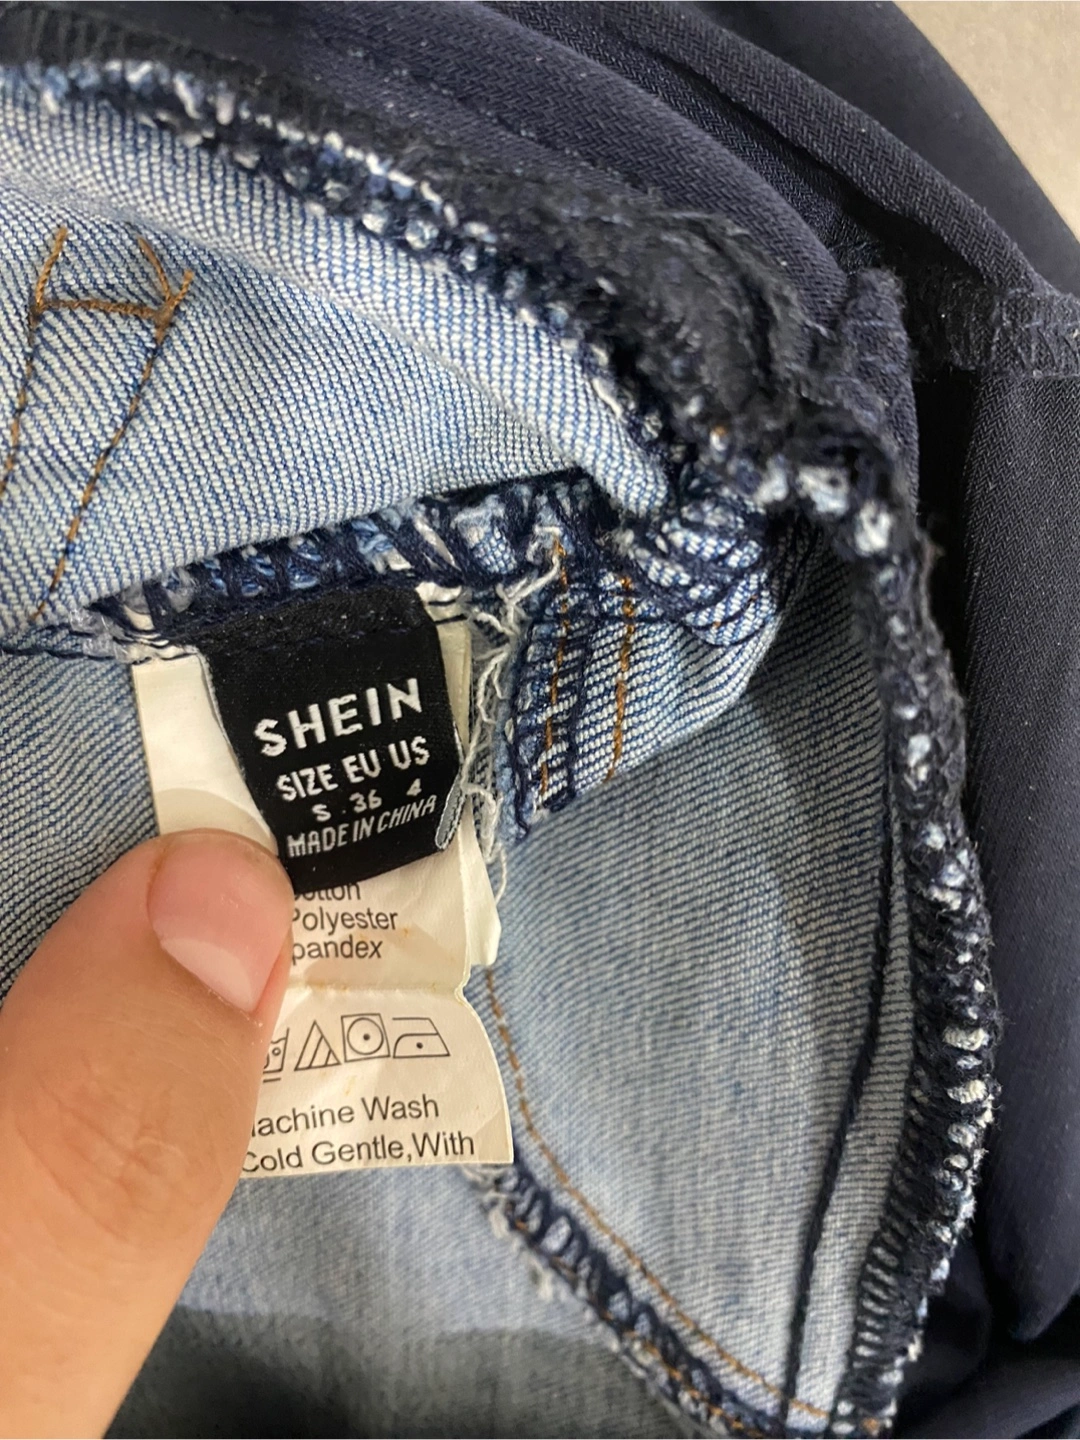 SHEIN
SIZE EU US
S 36 4
MADE IN CHINA
Polyester
Machine Wash
Cold Gentle,With